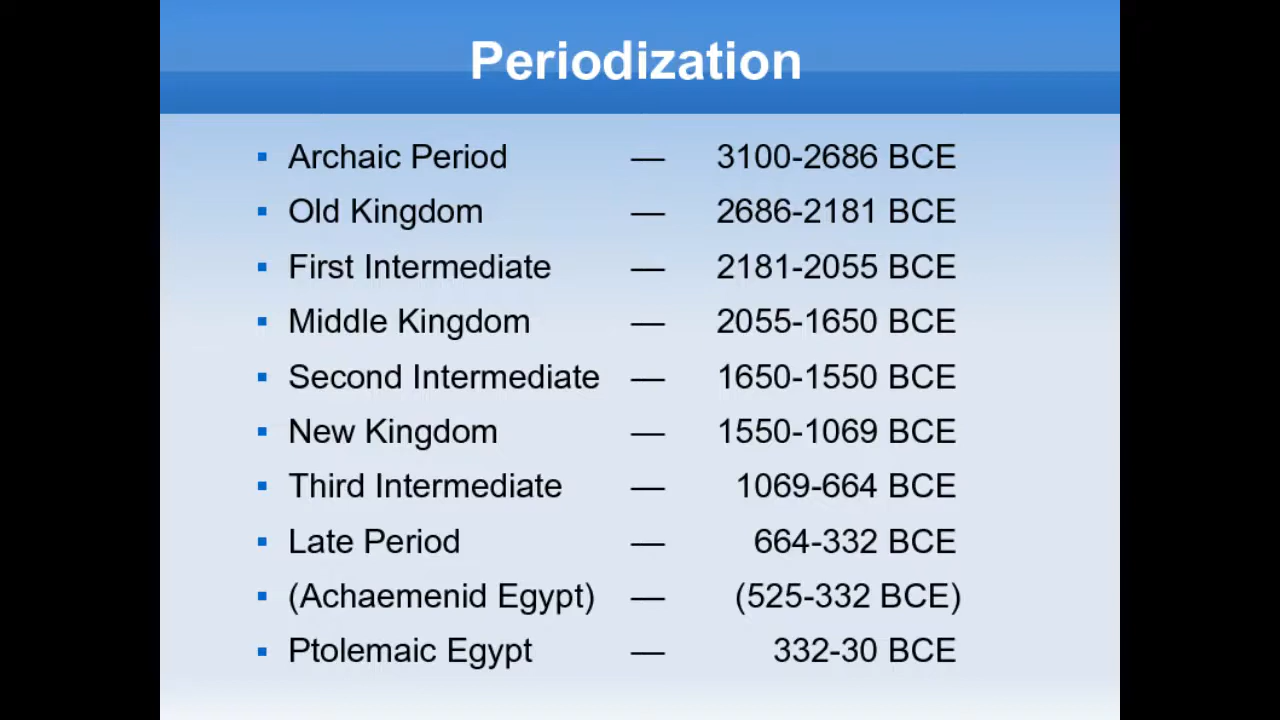 Periodization
▪ Archaic Period — 3100-2686 BCE
▪ Old Kingdom — 2686-2181 BCE
▪ First Intermediate — 2181-2055 BCE
▪ Middle Kingdom — 2055-1650 BCE
▪ Second Intermediate — 1650-1550 BCE
▪ New Kingdom — 1550-1069 BCE
▪ Third Intermediate — 1069-664 BCE
▪ Late Period — 664-332 BCE
▪ (Achaemenid Egypt) — (525-332 BCE)
▪ Ptolemaic Egypt — 332-30 BCE